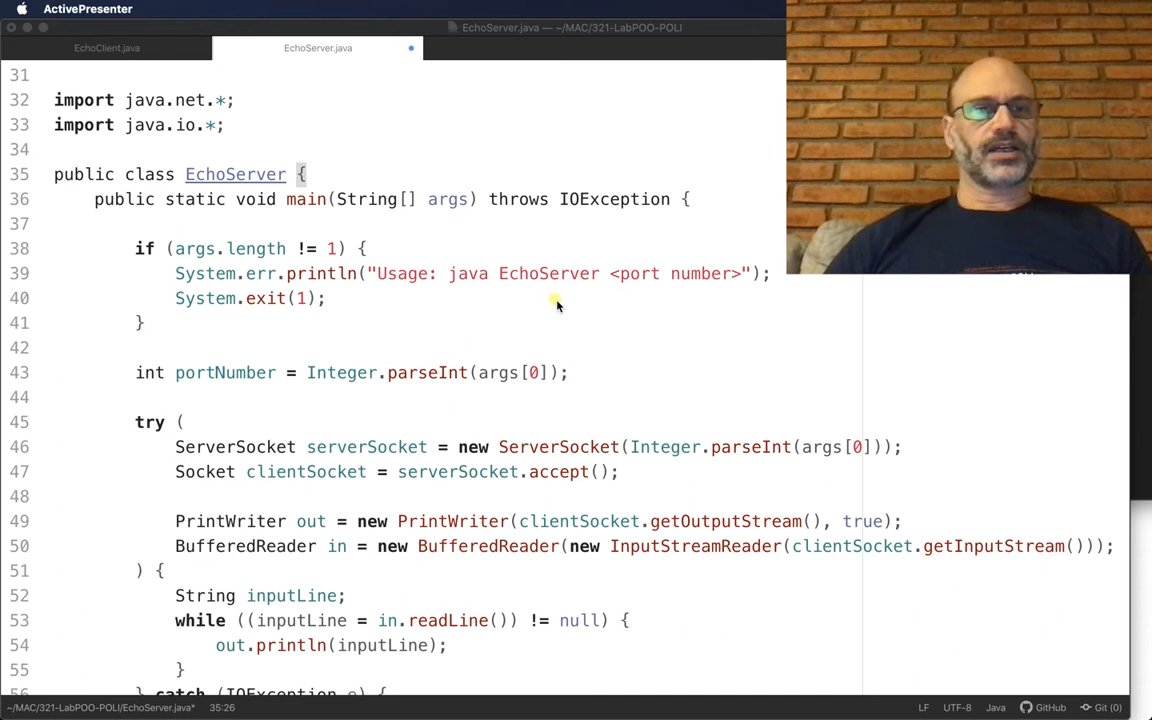 ActivePresenter
EchoServer.java — ~/MAC/321-LabPOO-POLI
EchoClient.java
EchoServer.java
31
32 import java.net.*;
33 import java.io.*;
34
35 public class EchoServer {
36 public static void main(String[] args) throws IOException {
37
38 if (args.length != 1) {
39 System.err.println("Usage: java EchoServer <port number>");
40 System.exit(1);
41 }
42
43 int portNumber = Integer.parseInt(args[0]);
44
45 try (
46 ServerSocket serverSocket = new ServerSocket(Integer.parseInt(args[0]));
47 Socket clientSocket = serverSocket.accept();
48
49 PrintWriter out = new PrintWriter(clientSocket.getOutputStream(), true);
50 BufferedReader in = new BufferedReader(new InputStreamReader(clientSocket.getInputStream()));
51 ) {
52 String inputLine;
53 while ((inputLine = in.readLine()) != null) {
54 out.println(inputLine);
55 }
56 } catch (IOException e) {
~/MAC/321-LabPOO-POLI/EchoServer.java* 35:26 LF UTF-8 Java GitHub Git (0)